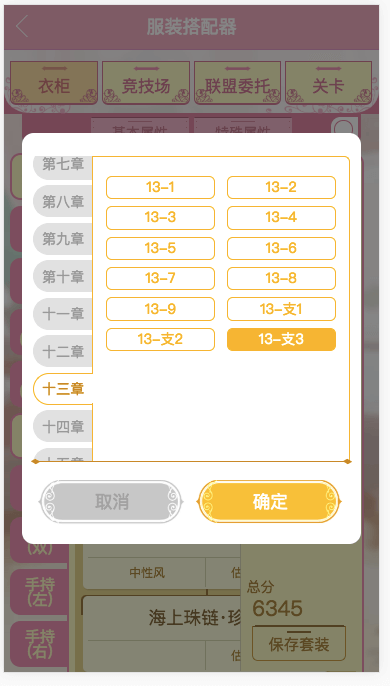 服装搭配器
衣柜 竞技场 联盟委托 关卡
基本属性 特殊属性
第七章
第八章
第九章
第十章
十一章
十二章
十三章
十四章
十五章
13-1 13-2
13-3 13-4
13-5 13-6
13-7 13-8
13-9 13-支1
13-支2 13-支3
取消 确定
(双)
手持
(左)
手持
(右)
中性风 估
海上珠链·珍
估
总分
6345
保存套装